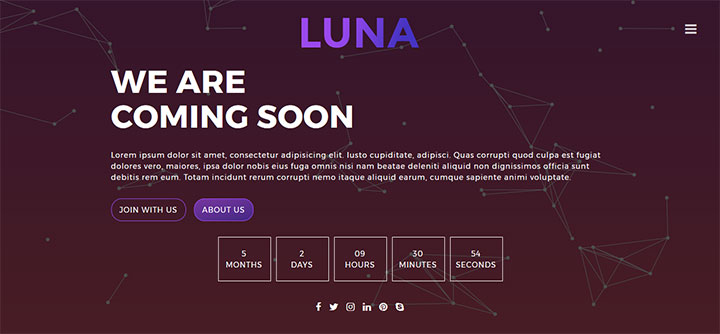 LUNA
WE ARE
COMING SOON
Lorem ipsum dolor sit amet, consectetur adipisicing elit. Iusto cupiditate, adipisci. Quas corrupti quod culpa est fugiat
dolores vero, maiores, ipsa dolor nobis eius fuga omnis nisi nam beatae deleniti aliquid non dignissimos officia sunt
debitis rem eum. Totam incidunt rerum corrupti nemo itaque aliquid earum, cumque sapiente animi voluptate.
JOIN WITH US ABOUT US
5 2 09 30 54
MONTHS DAYS HOURS MINUTES SECONDS